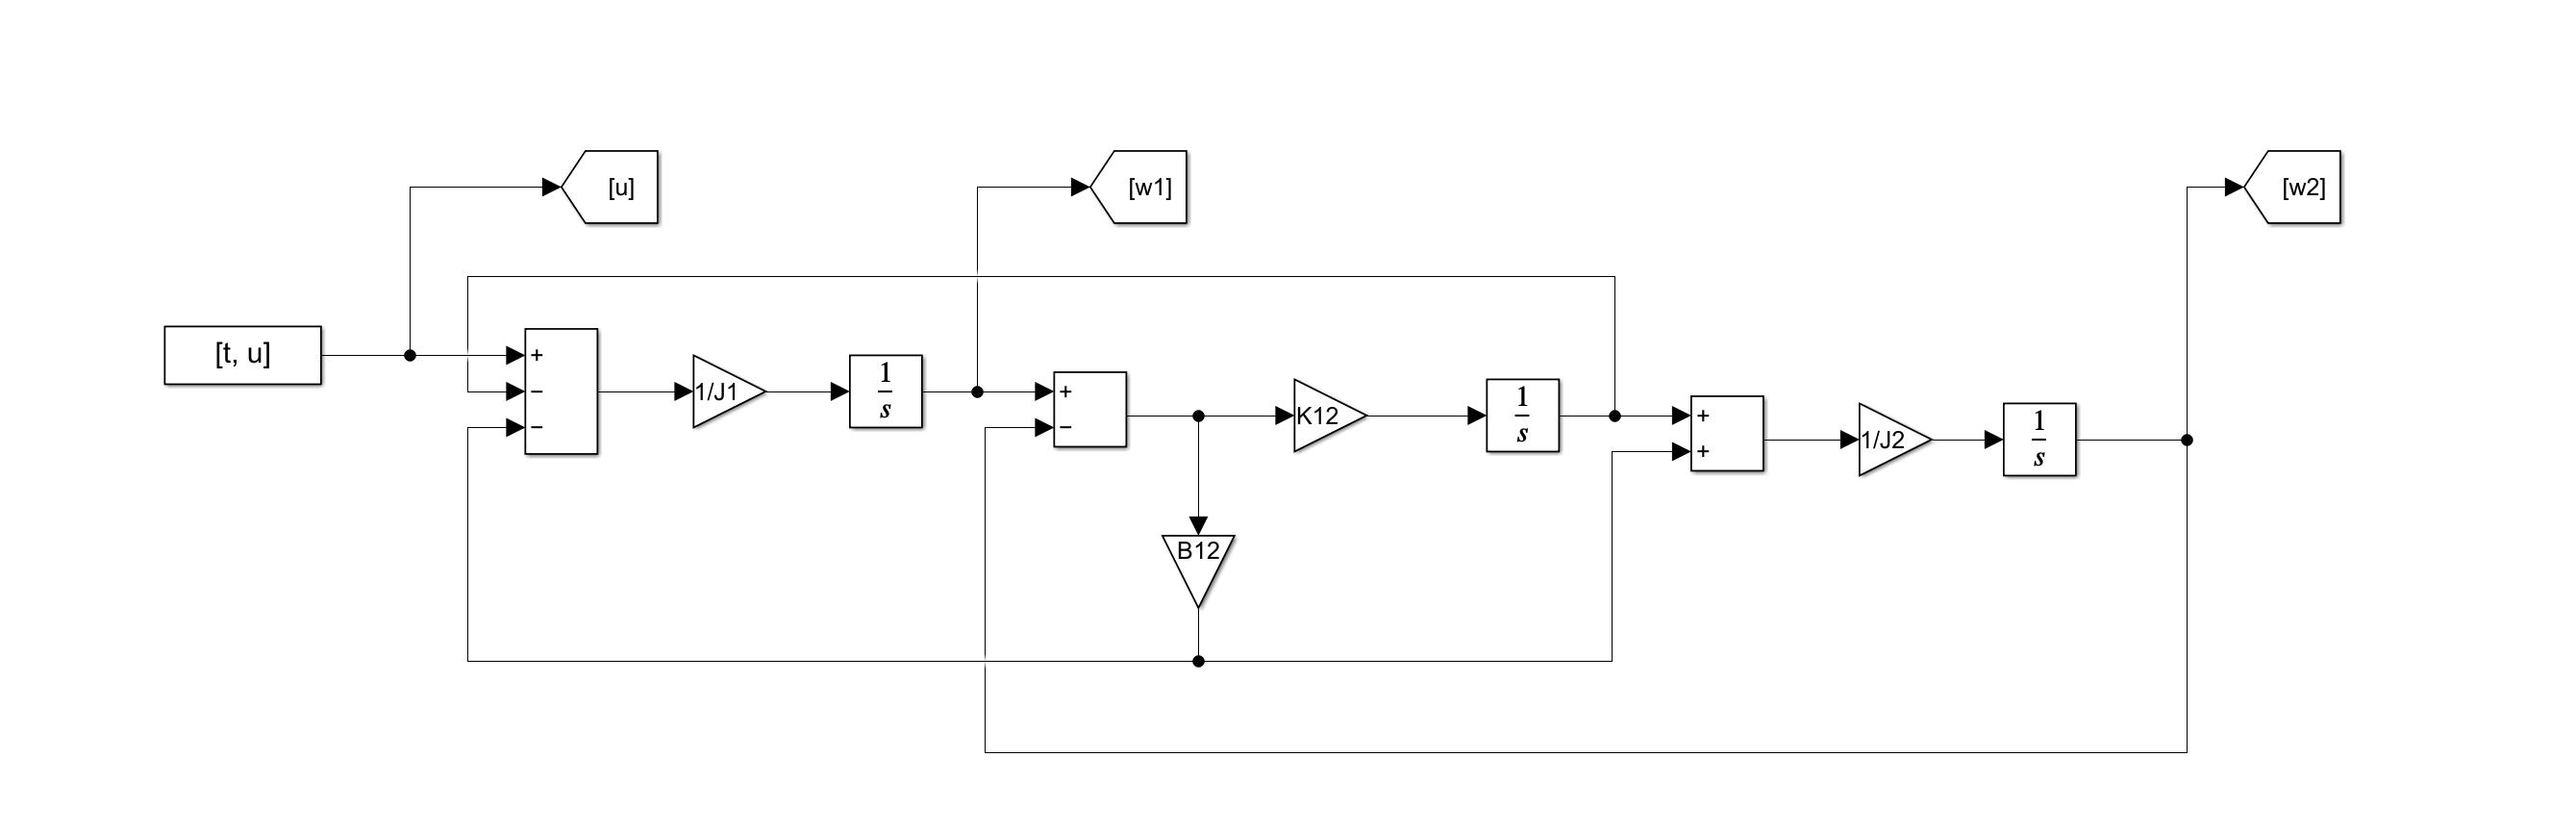 [u]
[w1]
[w2]
[t, u]
+
−
−
1/J1
1
s
+
−
K12
1
s
+
+
1/J2
1
s
B12